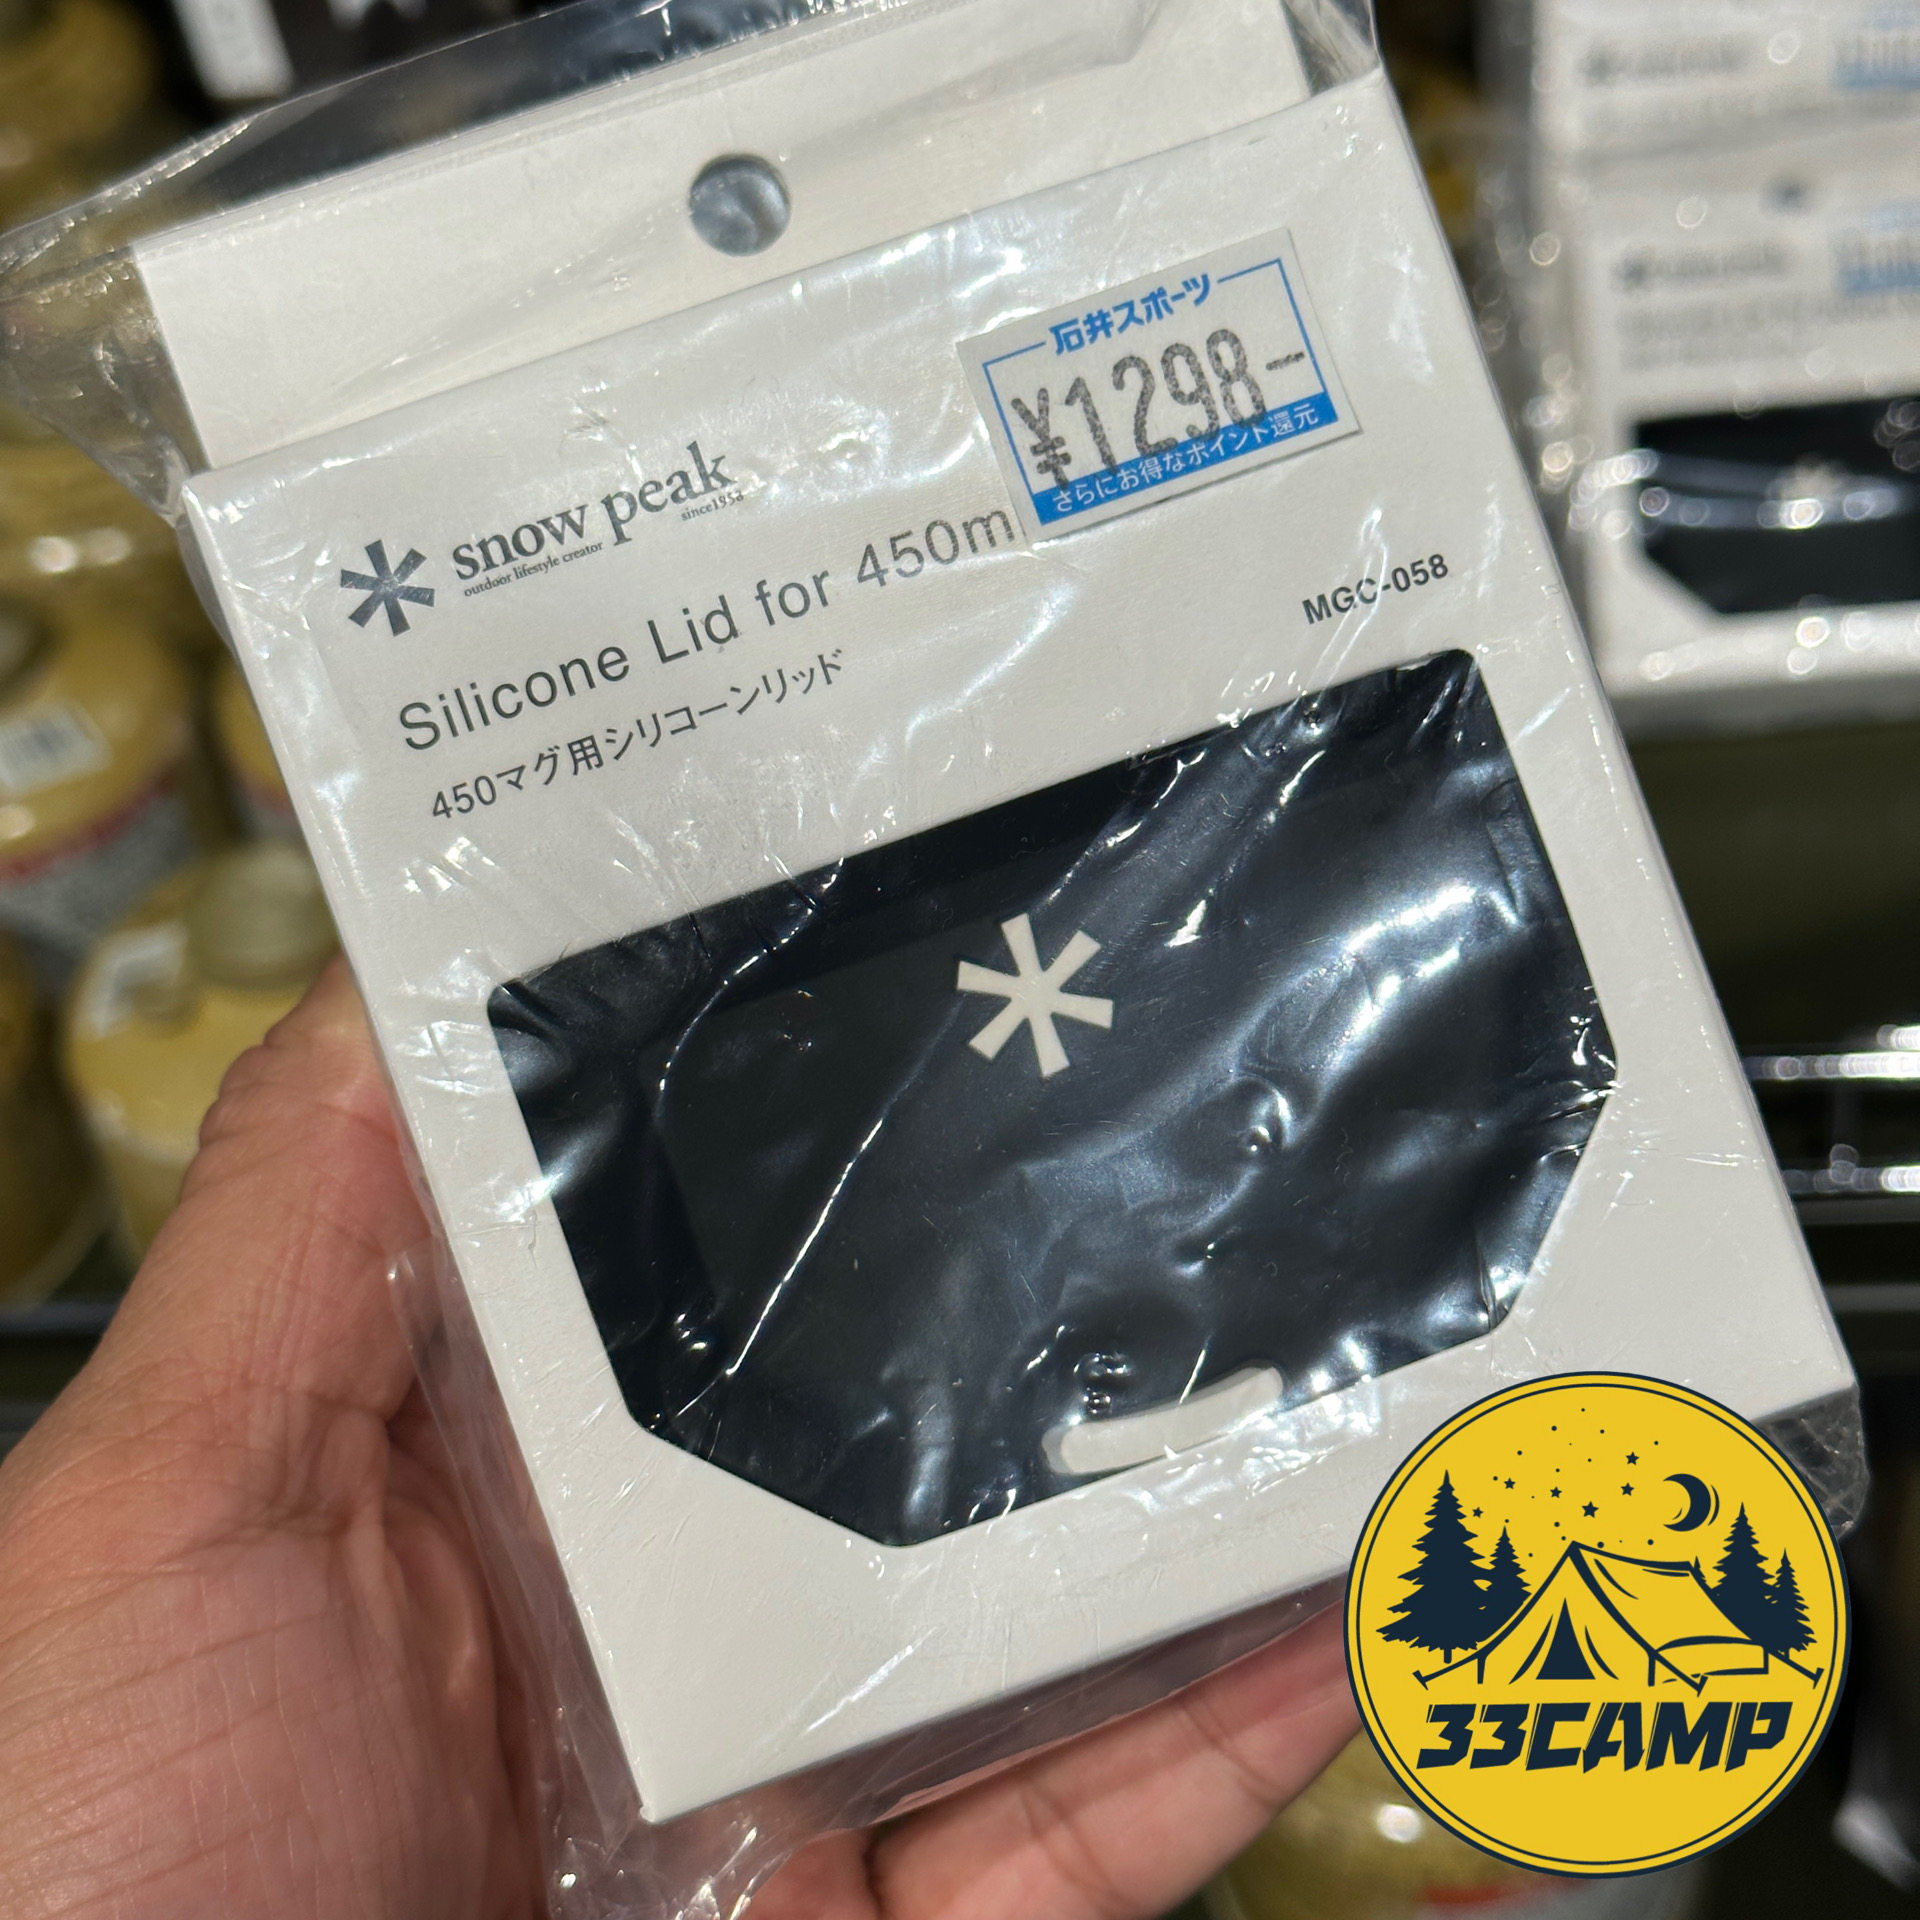 石井スポーツ
¥1298-
さらにお得なポイント還元
snow peak
outdoor lifestyle creator
since1958
Silicone Lid for 450m
450マグ用シリコーンリッド
MGC-058
33CAMP